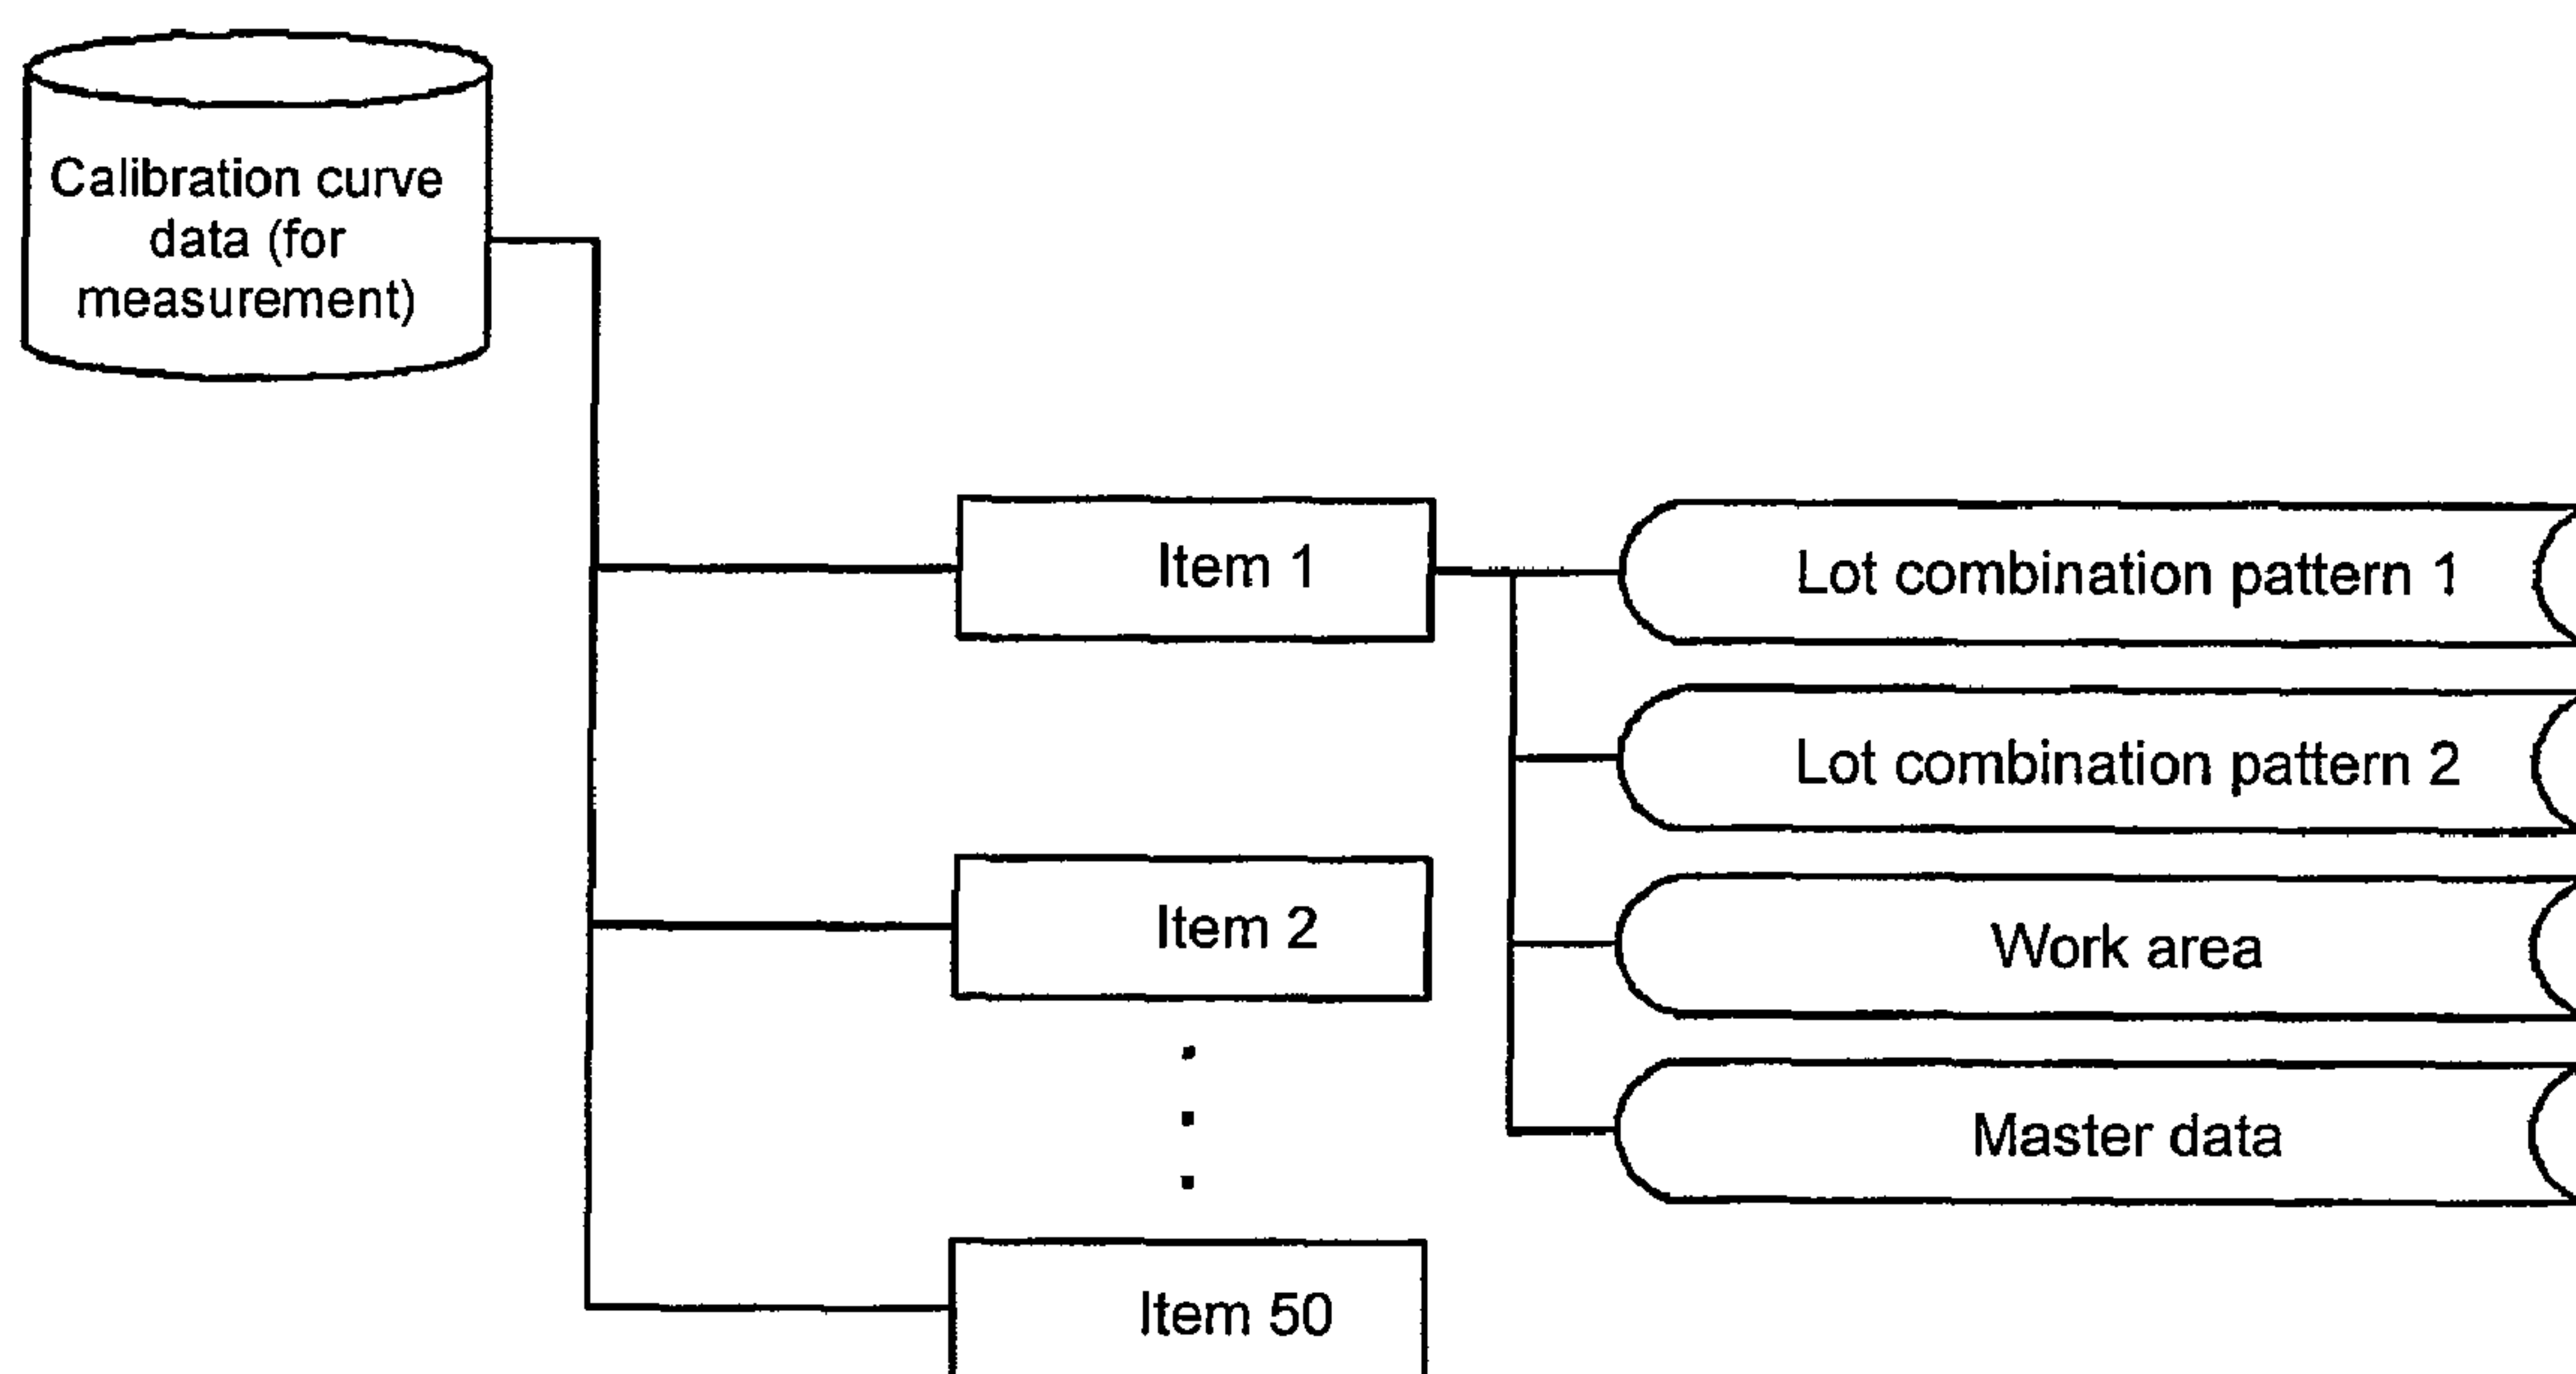 Calibration curve
data (for
measurement)
Item 1
Lot combination pattern 1
Lot combination pattern 2
Item 2
Work area
Master data
Item 50